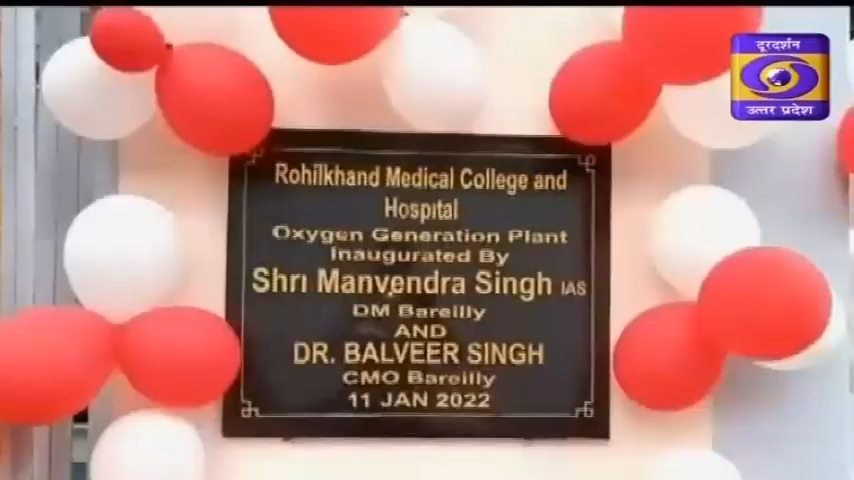 दूरदर्शन
उत्तर प्रदेश
Rohilkhand Medical College and
Hospital
Oxygen Generation Plant
Inaugurated By
Shri Manvendra Singh IAS
DM Bareilly
AND
DR. BALVEER SINGH
CMO Bareilly
11 JAN 2022